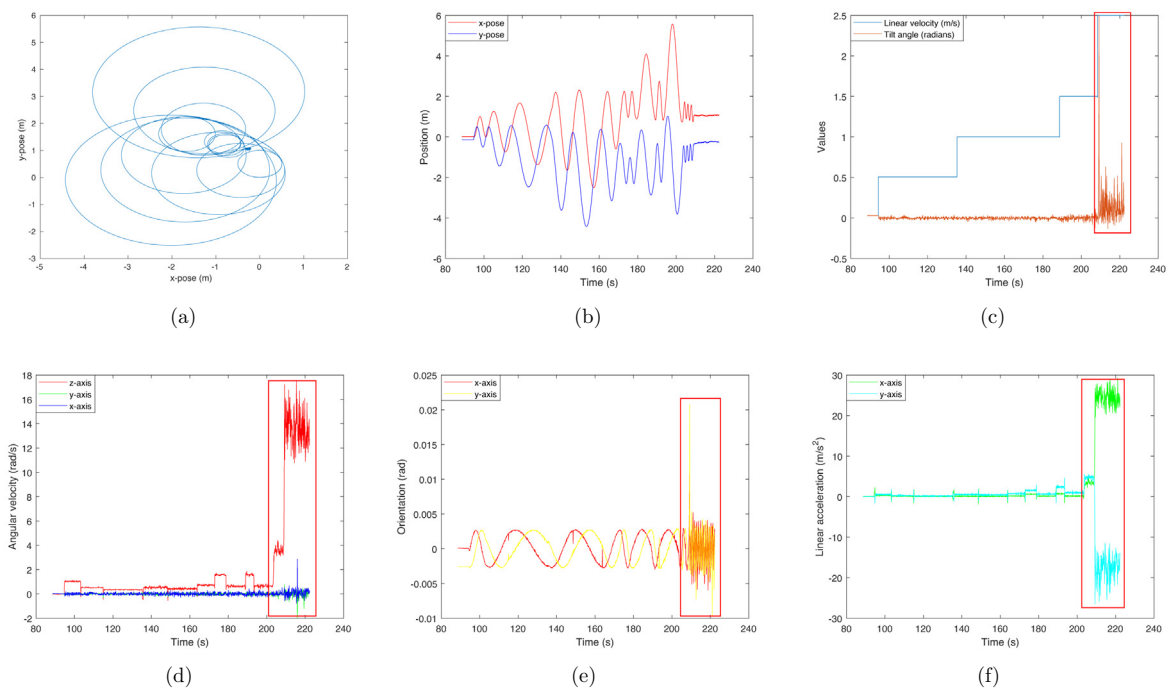 6
5
4
3
2
1
0
-1
-2
-3
-5 -4 -3 -2 -1 0 1 2
y-pose (m)
x-pose (m)
(a)
x-pose
y-pose
6
4
2
0
-2
-4
-6
80 100 120 140 160 180 200 220 240
Position (m)
Time (s)
(b)
Linear velocity (m/s)
Tilt angle (radians)
2.5
2
1.5
1
0.5
0
-0.5
80 100 120 140 160 180 200 220 240
Values
Time (s)
(c)
z-axis
y-axis
x-axis
18
16
14
12
10
8
6
4
2
0
-2
80 100 120 140 160 180 200 220 240
Angular velocity (rad/s)
Time (s)
(d)
x-axis
y-axis
0.025
0.02
0.015
0.01
0.005
0
-0.005
-0.01
80 100 120 140 160 180 200 220 240
Orientation (rad)
Time (s)
(e)
x-axis
y-axis
30
20
10
0
-10
-20
-30
80 100 120 140 160 180 200 220 240
Linear acceleration (m/s²)
Time (s)
(f)